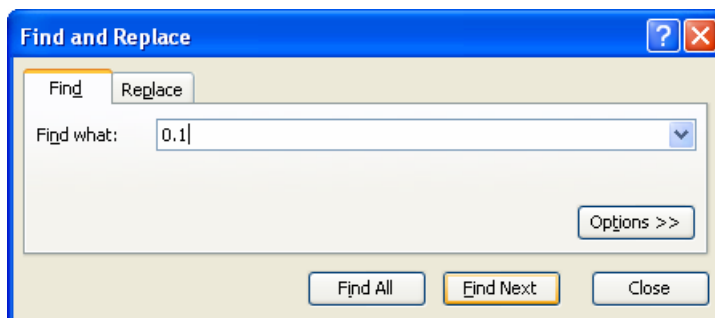 Find and Replace
Find Replace
Find what: 0.1
Options >>
Find All Find Next Close